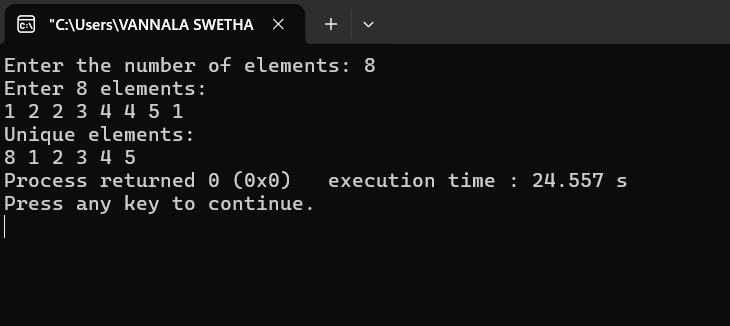 "C:\Users\VANNALA SWETHA
Enter the number of elements: 8
Enter 8 elements:
1 2 2 3 4 4 5 1
Unique elements:
8 1 2 3 4 5
Process returned 0 (0x0)   execution time : 24.557 s
Press any key to continue.